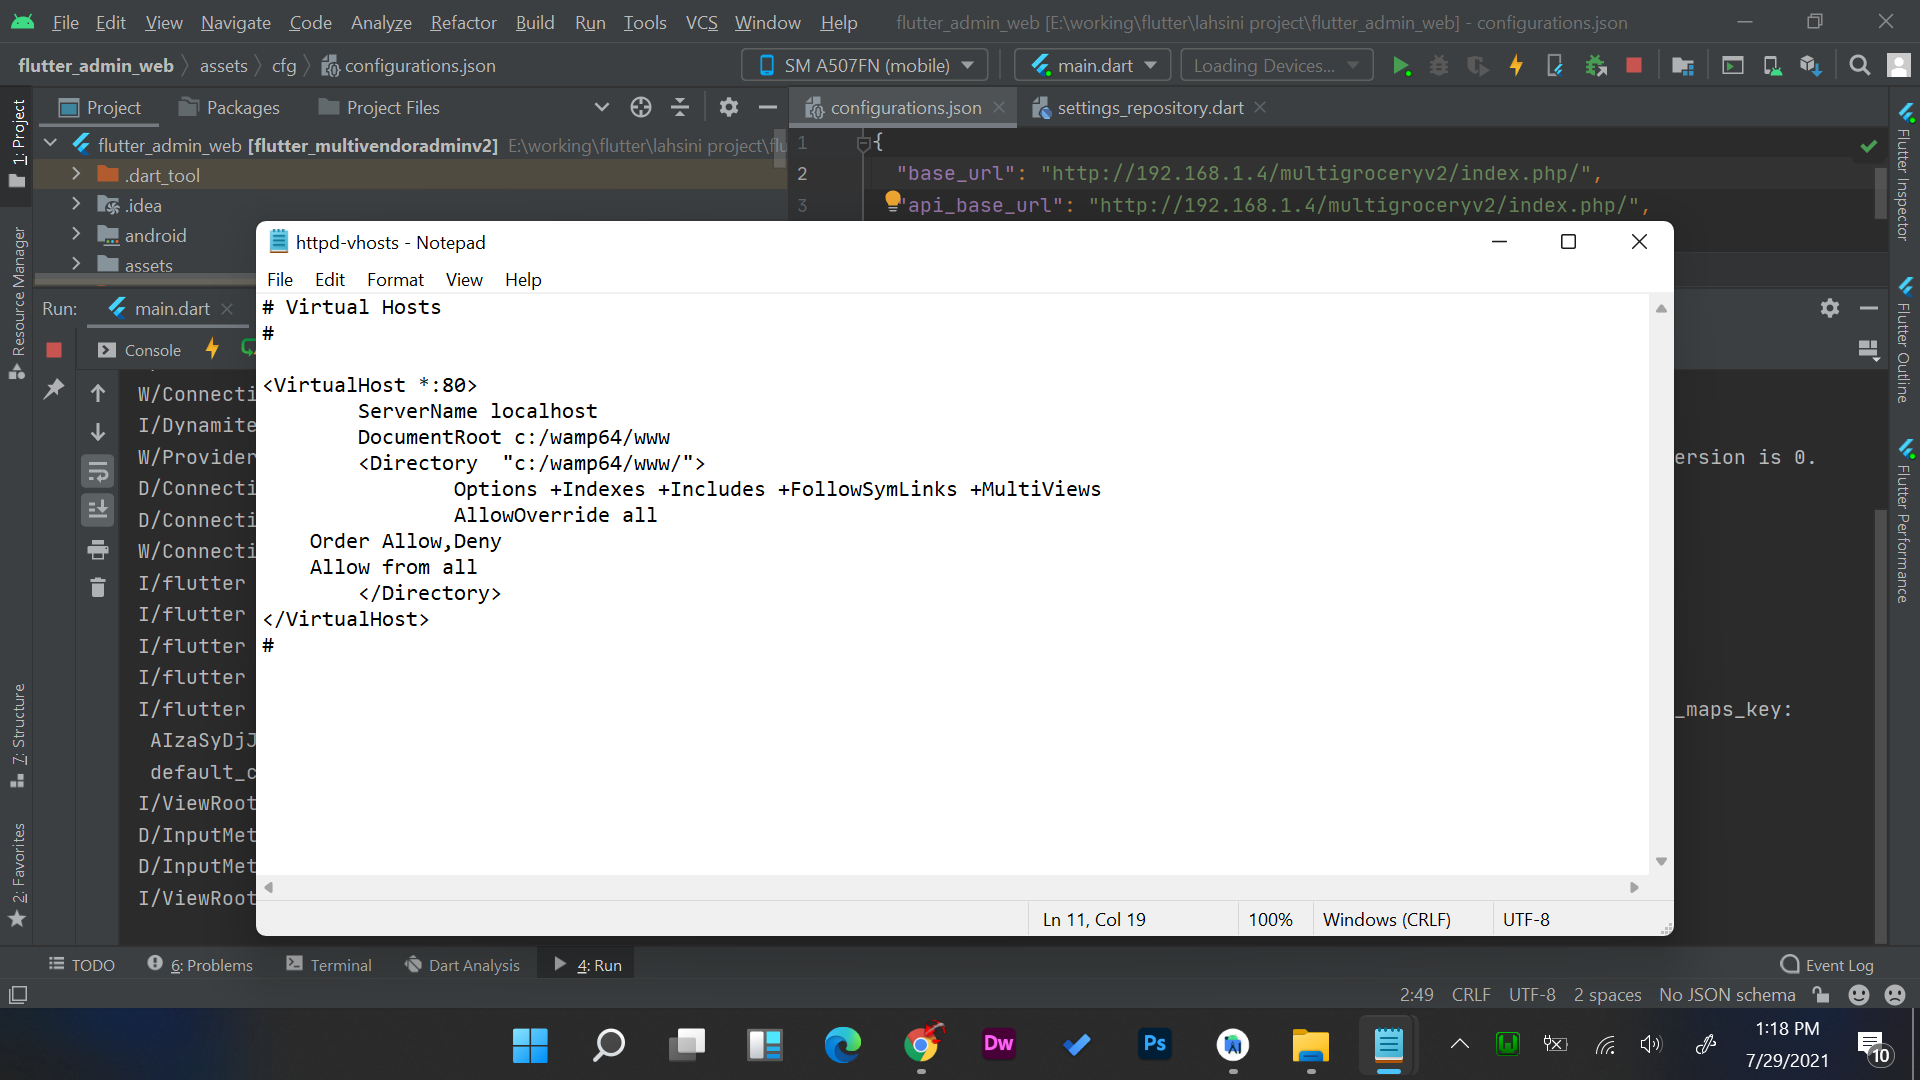 File Edit View Navigate Code Analyze Refactor Build Run Tools VCS Window Help flutter_admin_web [E:\working\flutter\lahsini project\flutter_admin_web] - configurations.json
flutter_admin_web assets cfg configurations.json SM A507FN (mobile) main.dart Loading Devices...
Project Packages Project Files configurations.json settings_repository.dart
flutter_admin_web [flutter_multivendoradminv2] E:\working\flutter\lahsini project\flu
.dart_tool
.idea
android
assets
1 {
2 "base_url": "http://192.168.1.4/multigroceryv2/index.php/",
3 "api_base_url": "http://192.168.1.4/multigroceryv2/index.php/",
1: Project
Resource Manager
7: Structure
2: Favorites
Flutter Inspector
Flutter Outline
Flutter Performance
Run: main.dart
Console
W/Connecti
I/Dynamite
W/Provider
ersion is 0.
D/Connecti
D/Connecti
W/Connecti
I/flutter
I/flutter
I/flutter
I/flutter
I/flutter
_maps_key:
AIzaSyDjJ
default_c
I/ViewRoot
D/InputMet
D/InputMet
I/ViewRoot
httpd-vhosts - Notepad
File Edit Format View Help
# Virtual Hosts
#
<VirtualHost *:80>
ServerName localhost
DocumentRoot c:/wamp64/www
<Directory "c:/wamp64/www/">
Options +Indexes +Includes +FollowSymLinks +MultiViews
AllowOverride all
Order Allow,Deny
Allow from all
</Directory>
</VirtualHost>
#
Ln 11, Col 19 100% Windows (CRLF) UTF-8
TODO 6: Problems Terminal Dart Analysis 4: Run Event Log
2:49 CRLF UTF-8 2 spaces No JSON schema
Dw Ps
1:18 PM
7/29/2021
10